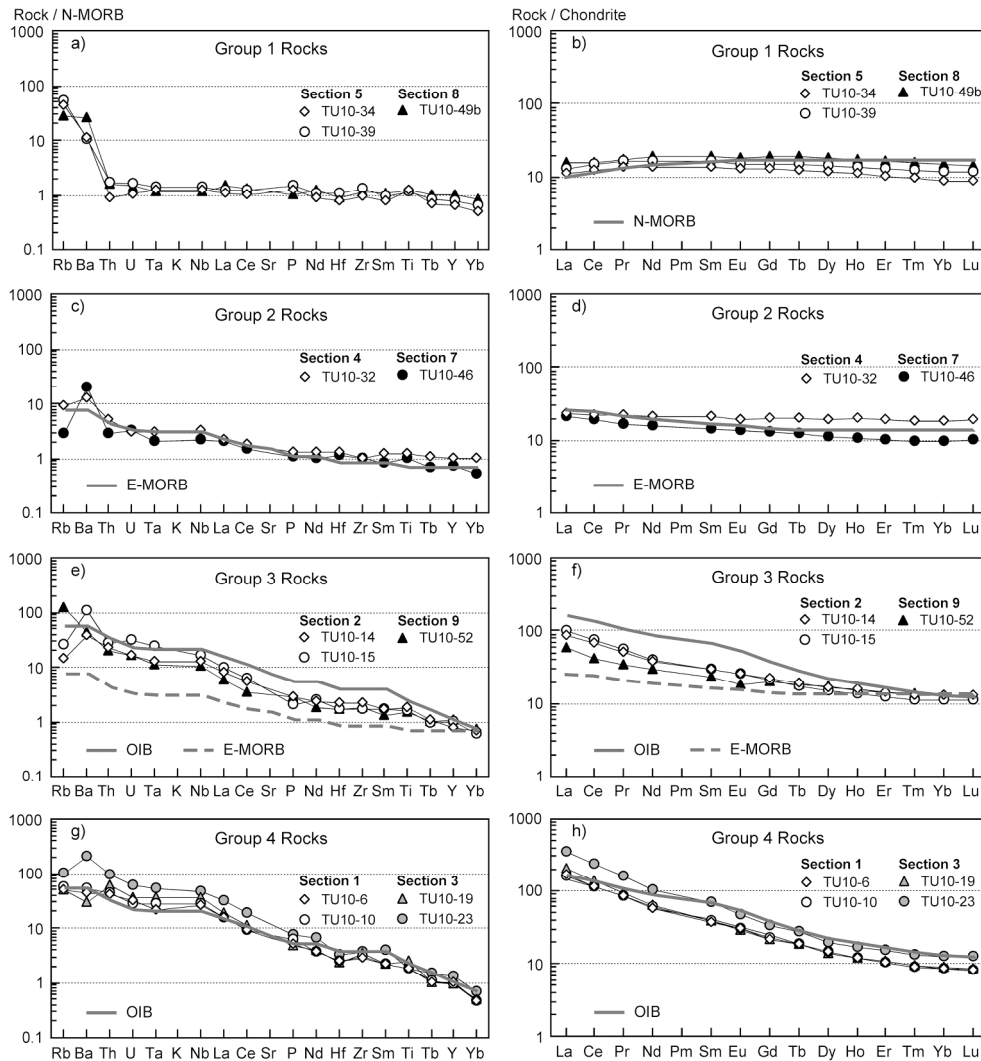 Rock / N-MORB
Rock / Chondrite
a)
Group 1 Rocks
Section 5
Section 8
TU10-34
TU10-49b
TU10-39
1000
100
10
1
0.1
Rb Ba Th U Ta K Nb La Ce Sr P Nd Hf Zr Sm Ti Tb Y Yb
b)
Group 1 Rocks
Section 5
Section 8
TU10-34
TU10-49b
TU10-39
N-MORB
1000
100
10
1
La Ce Pr Nd Pm Sm Eu Gd Tb Dy Ho Er Tm Yb Lu
c)
Group 2 Rocks
Section 4
Section 7
TU10-32
TU10-46
E-MORB
1000
100
10
1
0.1
Rb Ba Th U Ta K Nb La Ce Sr P Nd Hf Zr Sm Ti Tb Y Yb
d)
Group 2 Rocks
Section 4
Section 7
TU10-32
TU10-46
E-MORB
1000
100
10
1
La Ce Pr Nd Pm Sm Eu Gd Tb Dy Ho Er Tm Yb Lu
e)
Group 3 Rocks
Section 2
Section 9
TU10-14
TU10-52
TU10-15
OIB
E-MORB
1000
100
10
1
0.1
Rb Ba Th U Ta K Nb La Ce Sr P Nd Hf Zr Sm Ti Tb Y Yb
f)
Group 3 Rocks
Section 2
Section 9
TU10-14
TU10-52
TU10-15
OIB
E-MORB
1000
100
10
1
La Ce Pr Nd Pm Sm Eu Gd Tb Dy Ho Er Tm Yb Lu
g)
Group 4 Rocks
Section 1
Section 3
TU10-6
TU10-19
TU10-10
TU10-23
OIB
1000
100
10
1
0.1
Rb Ba Th U Ta K Nb La Ce Sr P Nd Hf Zr Sm Ti Tb Y Yb
h)
Group 4 Rocks
Section 1
Section 3
TU10-6
TU10-19
TU10-10
TU10-23
OIB
1000
100
10
1
La Ce Pr Nd Pm Sm Eu Gd Tb Dy Ho Er Tm Yb Lu